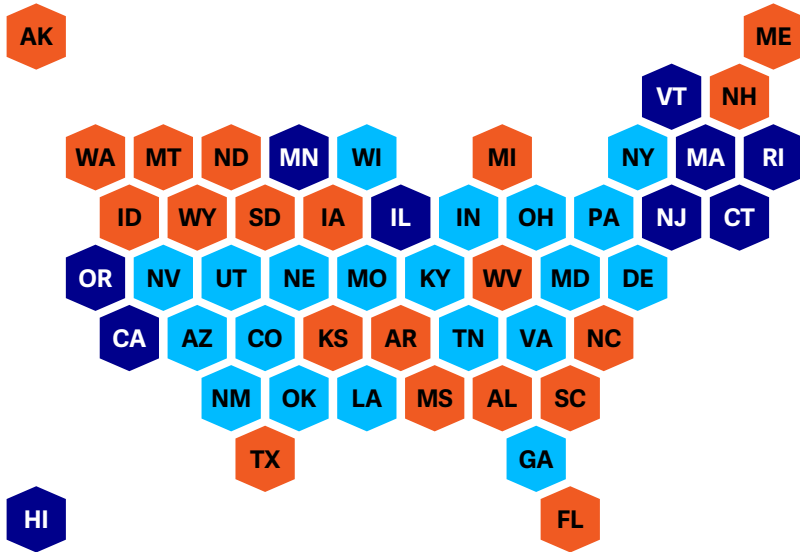 AK ME
VT NH
WA MT ND MN WI MI NY MA RI
ID WY SD IA IL IN OH PA NJ CT
OR NV UT NE MO KY WV MD DE
CA AZ CO KS AR TN VA NC
NM OK LA MS AL SC
TX GA
HI FL